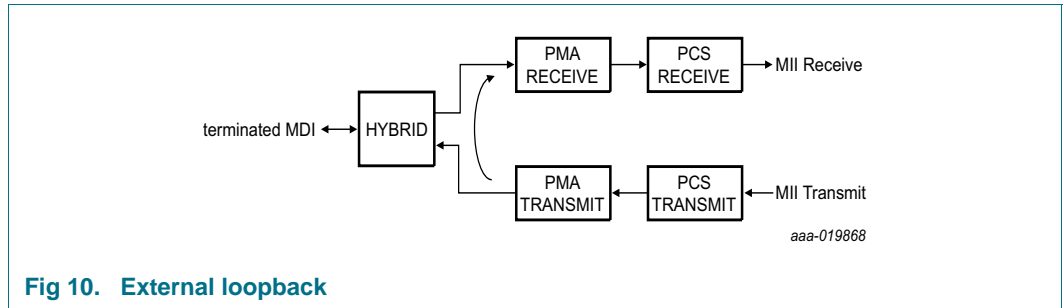 PMA
RECEIVE
PCS
RECEIVE
MII Receive
terminated MDI
HYBRID
PMA
TRANSMIT
PCS
TRANSMIT
MII Transmit
aaa-019868
Fig 10. External loopback